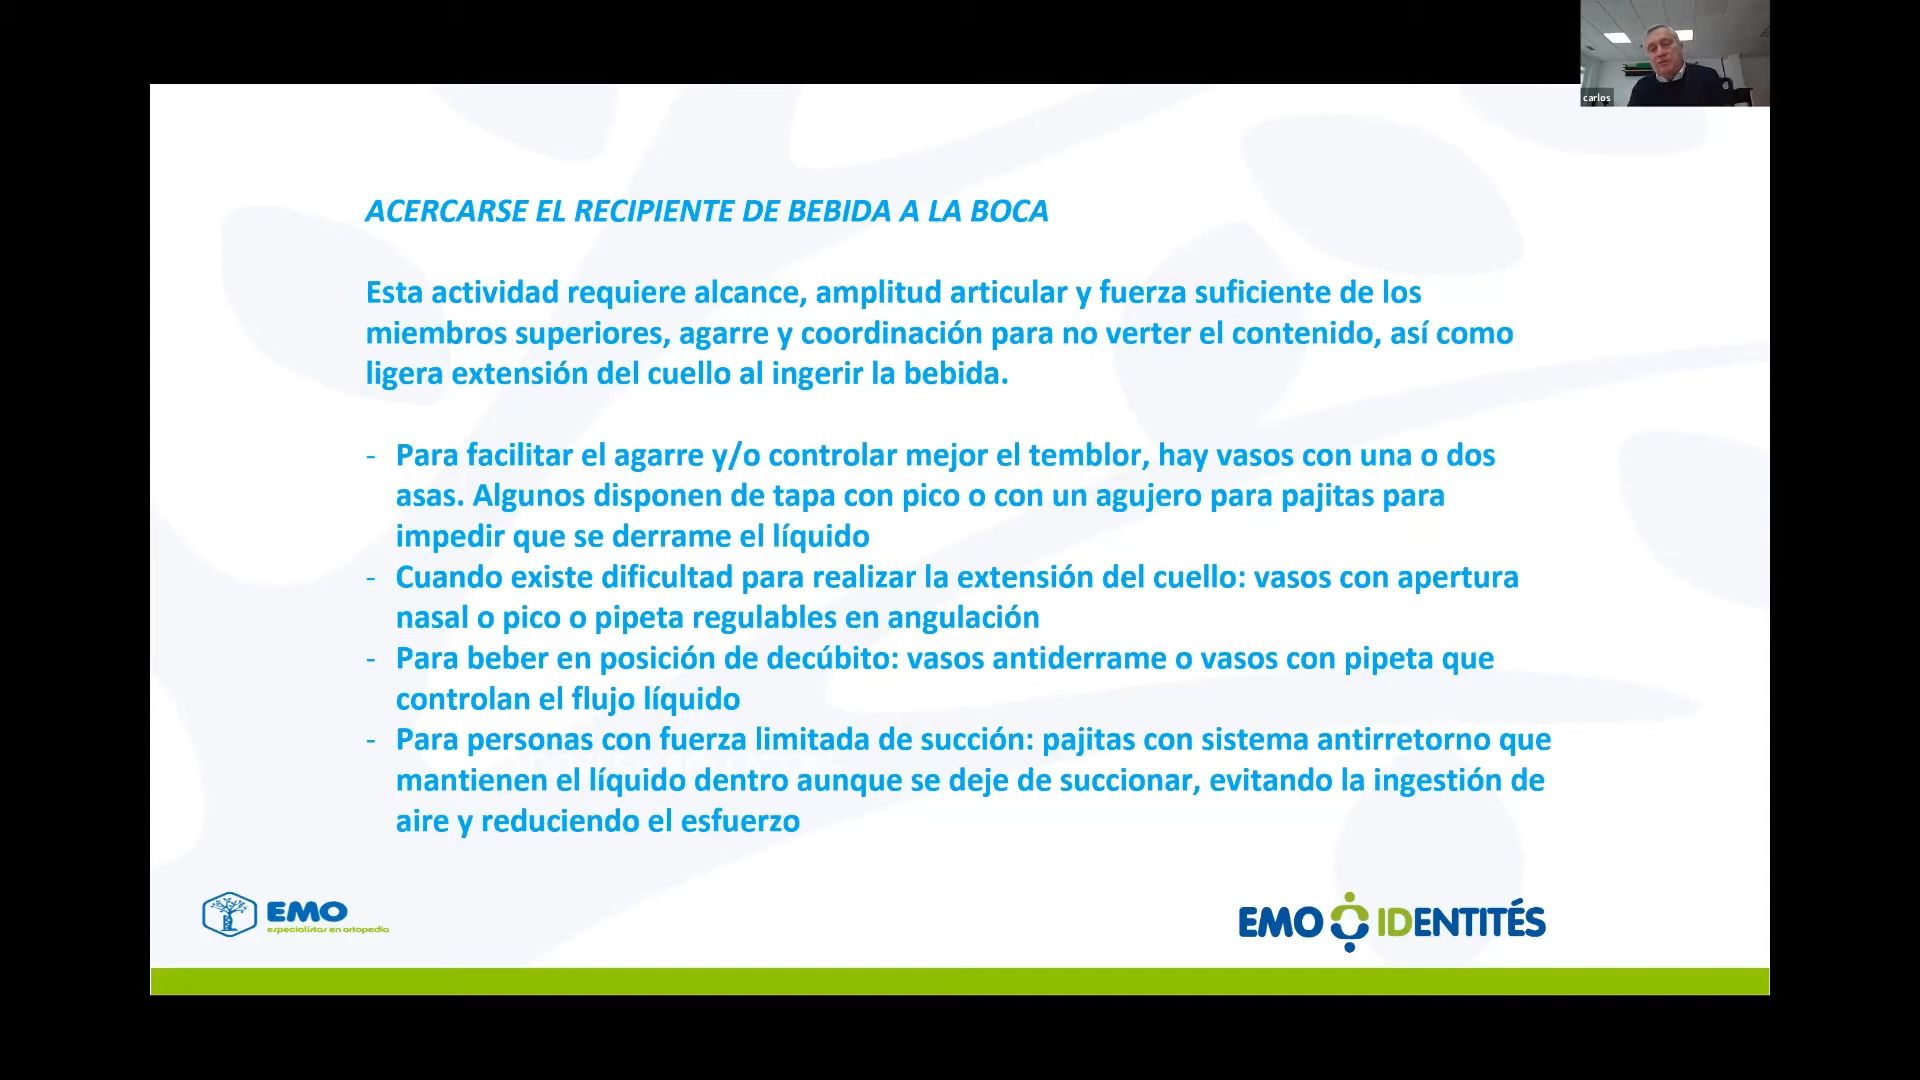 carlos
ACERCARSE EL RECIPIENTE DE BEBIDA A LA BOCA
Esta actividad requiere alcance, amplitud articular y fuerza suficiente de los
miembros superiores, agarre y coordinación para no verter el contenido, así como
ligera extensión del cuello al ingerir la bebida.
- Para facilitar el agarre y/o controlar mejor el temblor, hay vasos con una o dos
asas. Algunos disponen de tapa con pico o con un agujero para pajitas para
impedir que se derrame el líquido
- Cuando existe dificultad para realizar la extensión del cuello: vasos con apertura
nasal o pico o pipeta regulables en angulación
- Para beber en posición de decúbito: vasos antiderrame o vasos con pipeta que
controlan el flujo líquido
- Para personas con fuerza limitada de succión: pajitas con sistema antirretorno que
mantienen el líquido dentro aunque se deje de succionar, evitando la ingestión de
aire y reduciendo el esfuerzo
EMO
especialistas en ortopedia
EMO IDENTITÉS